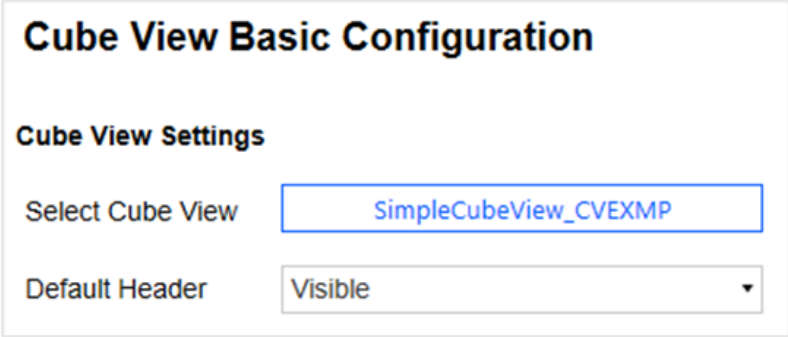 Cube View Basic Configuration
Cube View Settings
Select Cube View SimpleCubeView_CVEXMP
Default Header Visible